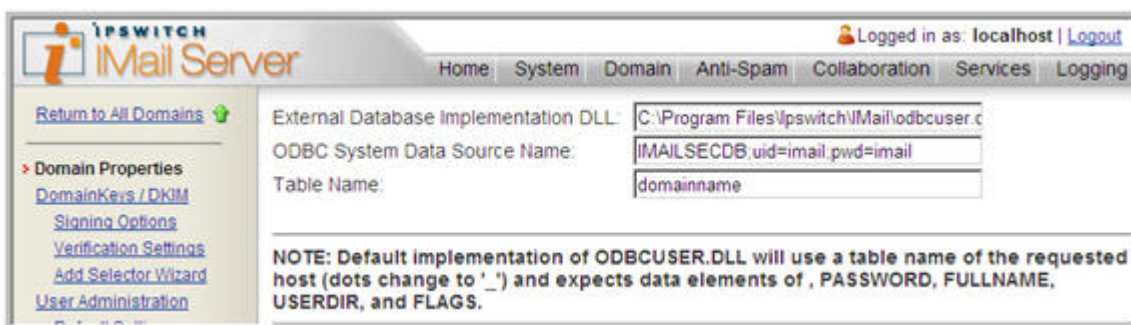 IPSWITCH
IMail Server
Logged in as: localhost | Logout
Home System Domain Anti-Spam Collaboration Services Logging
Return to All Domains
Domain Properties
DomainKeys / DKIM
Signing Options
Verification Settings
Add Selector Wizard
User Administration
External Database Implementation DLL: C:\Program Files\Ipswitch\IMail\odbcuser.d
ODBC System Data Source Name: IMAILSECDB;uid=imail;pwd=imail
Table Name: domainname
NOTE: Default implementation of ODBCUSER.DLL will use a table name of the requested
host (dots change to '_') and expects data elements of , PASSWORD, FULLNAME,
USERDIR, and FLAGS.